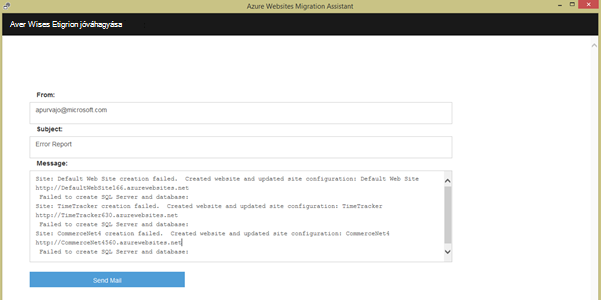 Azure Websites Migration Assistant
Aver Wises Etigrion jóváhagyása
From:
apurvajo@microsoft.com
Subject:
Error Report
Message:
Site: Default Web Site creation failed.  Created website and updated site configuration: Default Web Site
http://DefaultWebSite166.azurewebsites.net
Failed to create SQL Server and database:
Site: TimeTracker creation failed.  Created website and updated site configuration: TimeTracker
http://TimeTracker630.azurewebsites.net
Failed to create SQL Server and database:
Site: CommerceNet4 creation failed.  Created website and updated site configuration: CommerceNet4
http://CommerceNet4560.azurewebsites.net
Failed to create SQL Server and database:
Send Mail